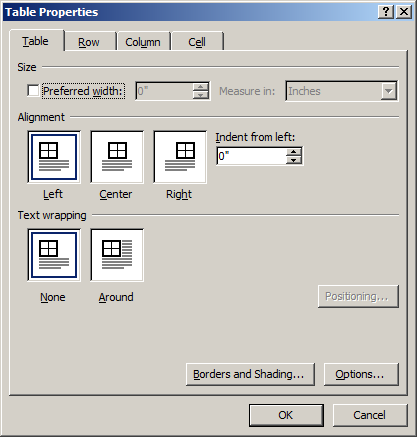 Table Properties
Table Row Column Cell
Size
Preferred width: 0" Measure in: Inches
Alignment
Indent from left:
0"
Left Center Right
Text wrapping
None Around
Positioning...
Borders and Shading... Options...
OK Cancel